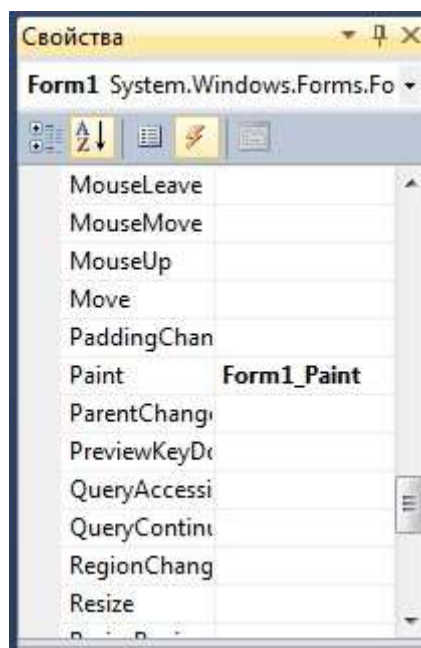 Свойства
Form1 System.Windows.Forms.Fo
MouseLeave
MouseMove
MouseUp
Move
PaddingChan
Paint Form1_Paint
ParentChang
PreviewKeyD
QueryAccessi
QueryContinu
RegionChang
Resize